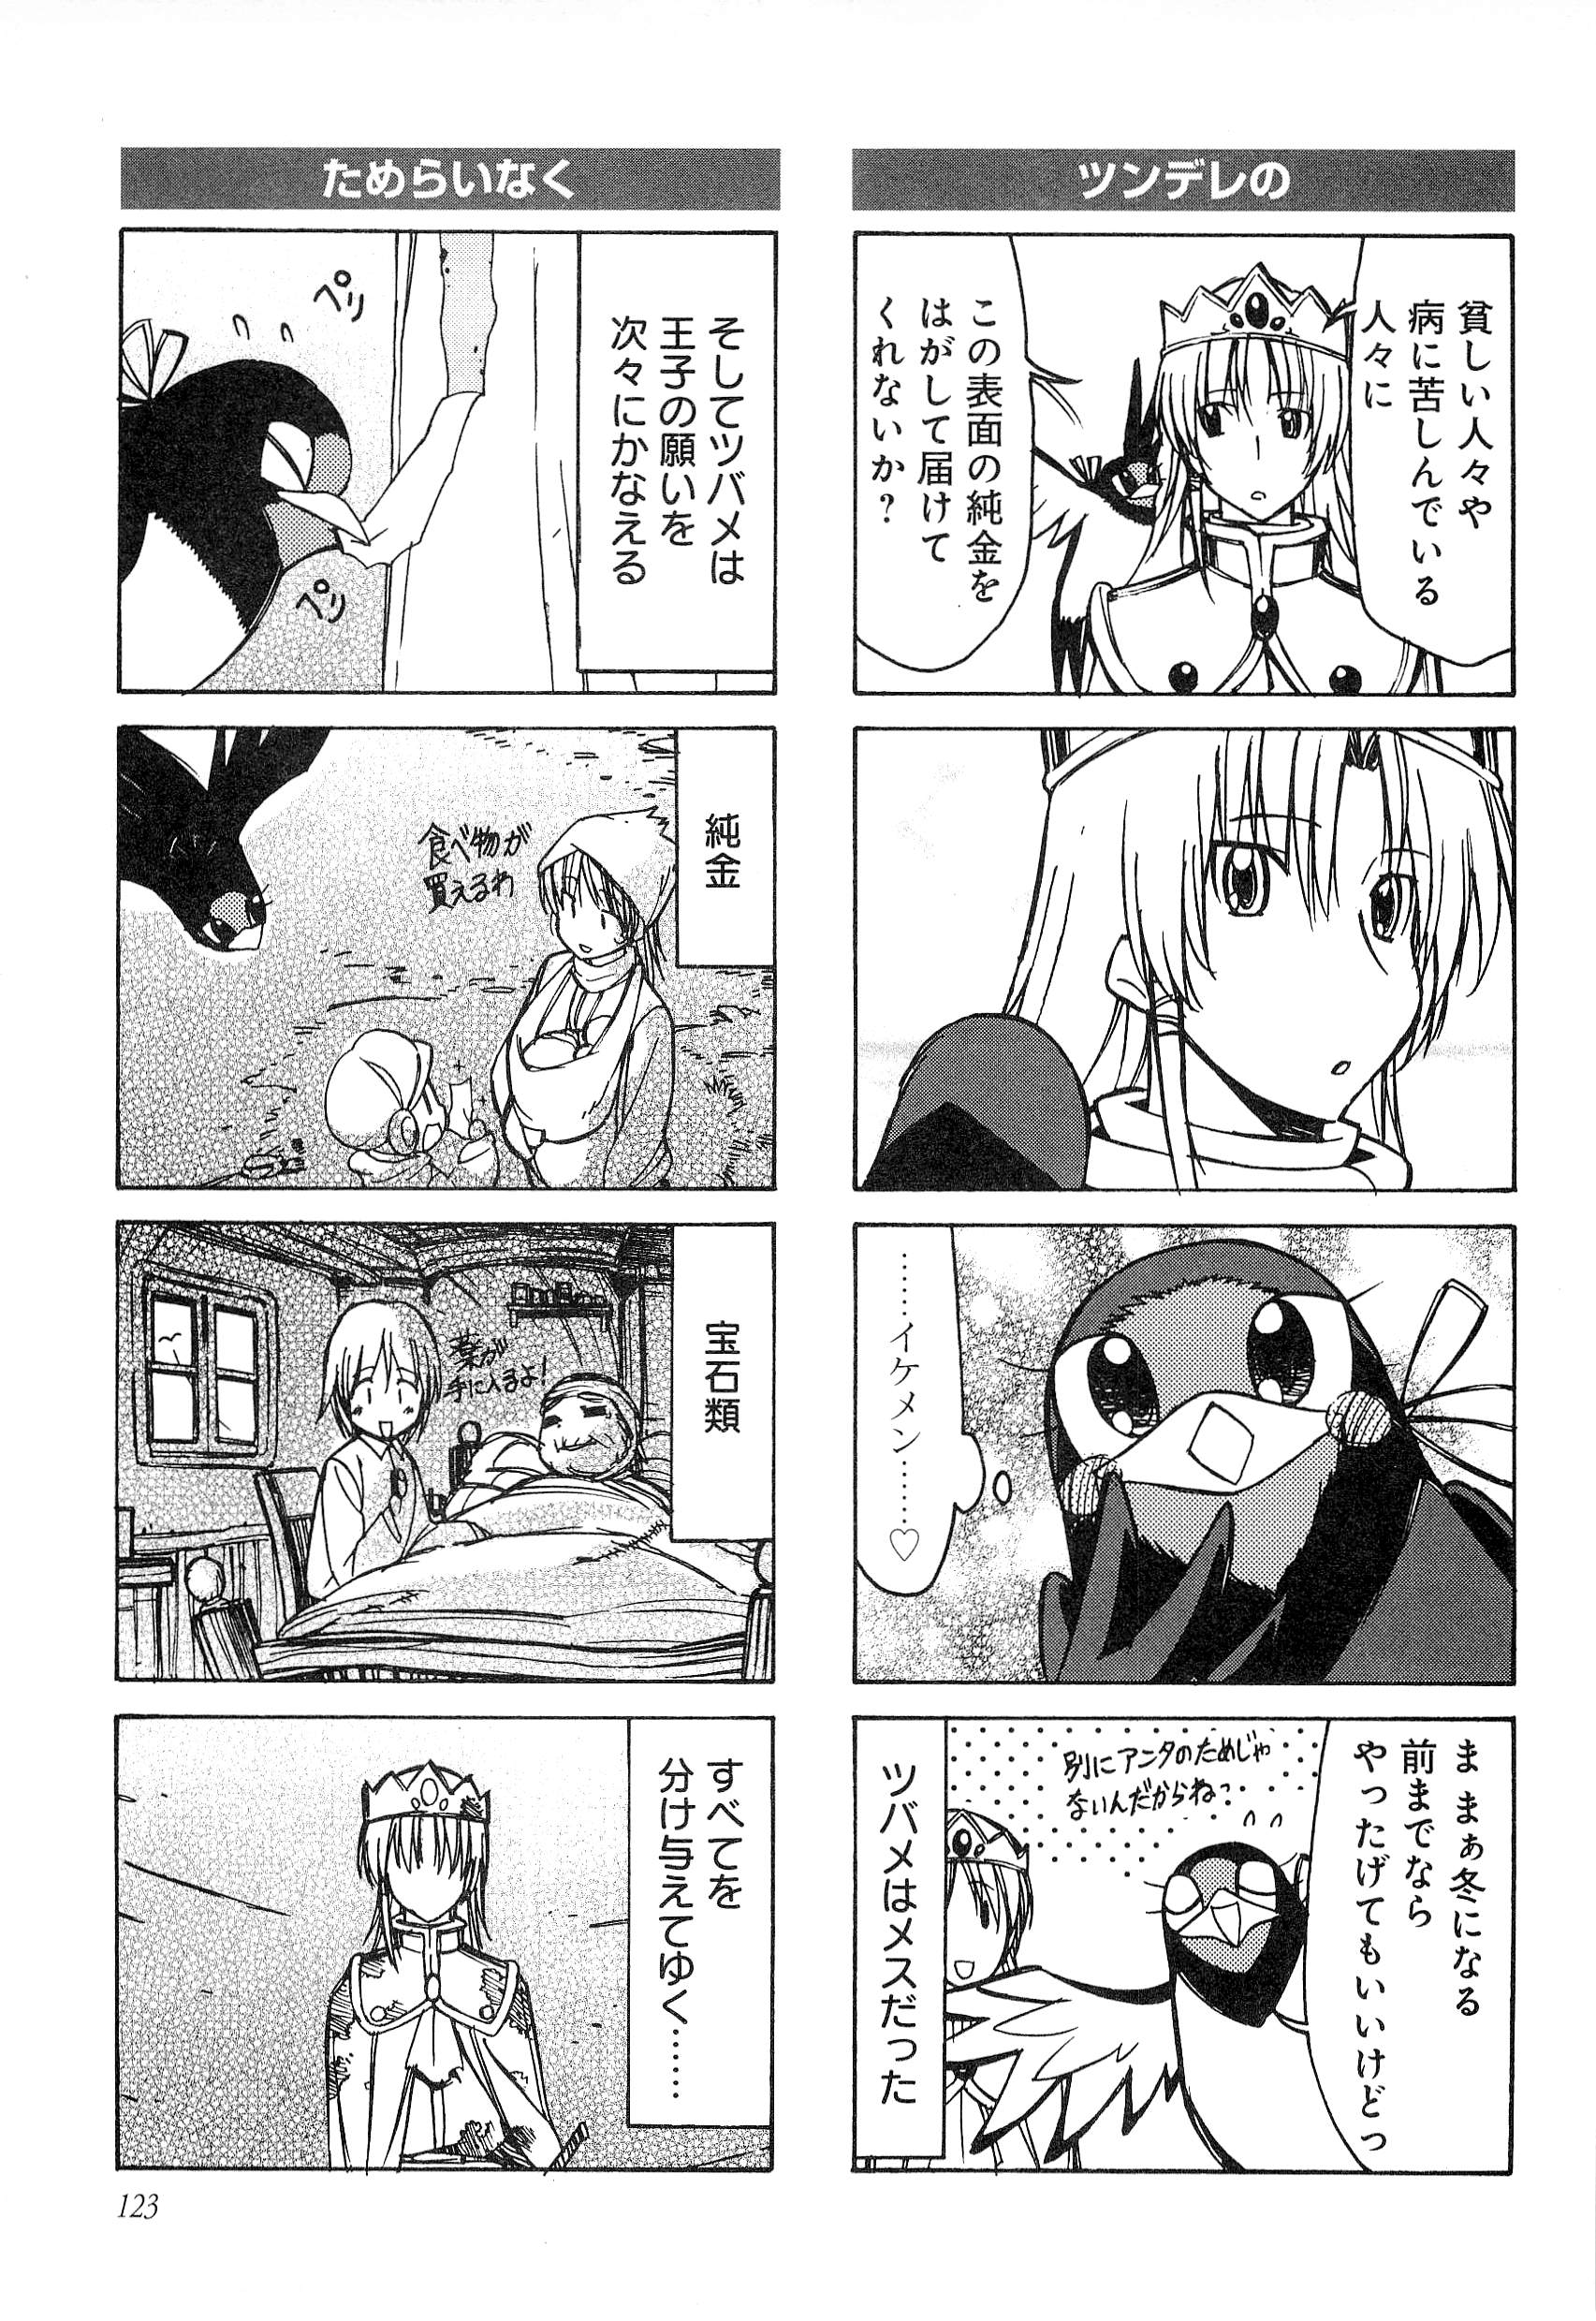 ツンデレの
貧しい人々や
病に苦しんでいる
人々に
この表面の純金を
はがして届けて
くれないか?
……イケメン……♡
ま まぁ冬になる
前までなら
やったげてもいいけどっ
別にアンタのためじゃ
ないんだからねっ
ツバメはメスだった
ためらいなく
そしてツバメは
王子の願いを
次々にかなえる
ペリ
ペリ
純金
食べ物が
買えるわ
宝石類
薬が
手に入るよ!
すべてを
分け与えてゆく……
123